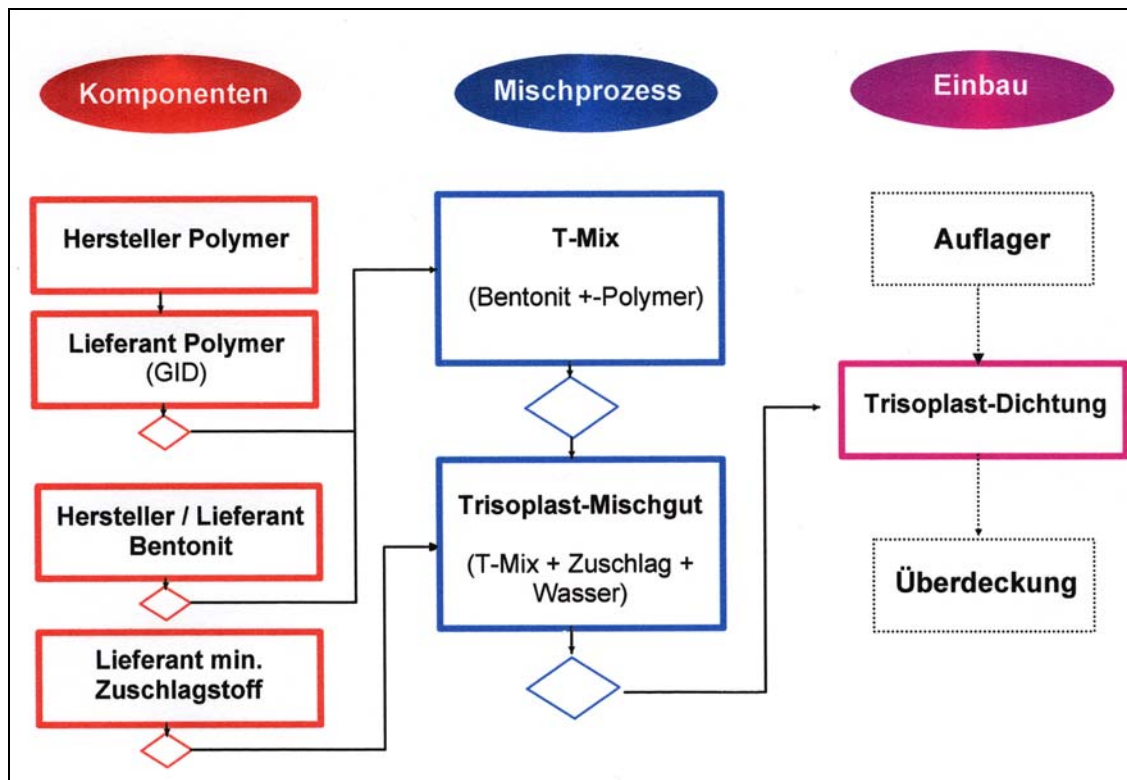 Komponenten
Mischprozess
Einbau
Hersteller Polymer
Lieferant Polymer
(GID)
Hersteller / Lieferant
Bentonit
Lieferant min.
Zuschlagstoff
T-Mix
(Bentonit +-Polymer)
Trisoplast-Mischgut
(T-Mix + Zuschlag +
Wasser)
Auflager
Trisoplast-Dichtung
Überdeckung